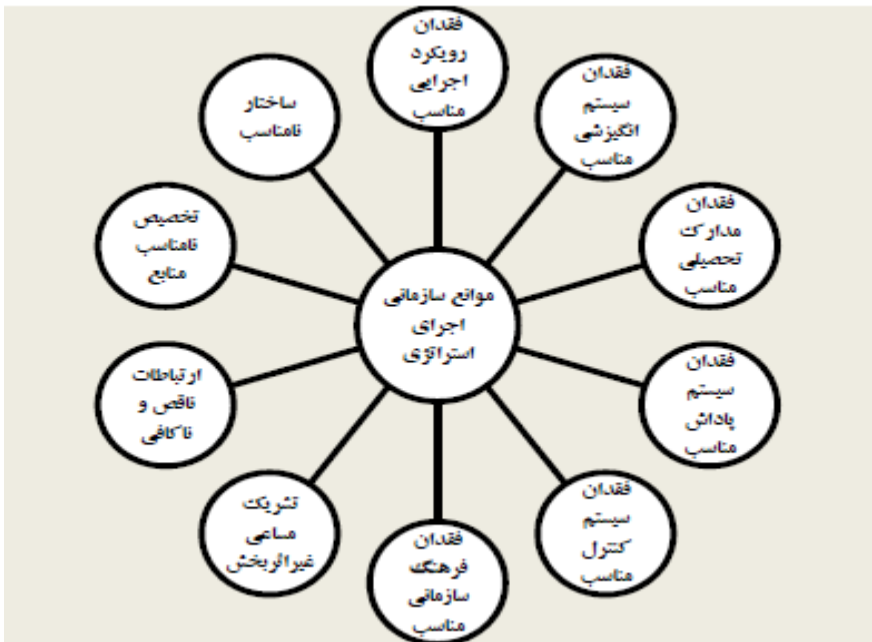 فقدان
رویکرد
اجرایی
مناسب
فقدان
سیستم
انگیزشی
مناسب
فقدان
مدارک
تحصیلی
مناسب
فقدان
سیستم
پاداش
مناسب
فقدان
سیستم
کنترل
مناسب
فقدان
فرهنگ
سازمانی
مناسب
تشریک
مساعی
غیراثربخش
ارتباطات
ناقص و
ناکافی
تخصیص
نامناسب
منابع
ساختار
نامناسب
موانع سازمانی
اجرای
استراتژی